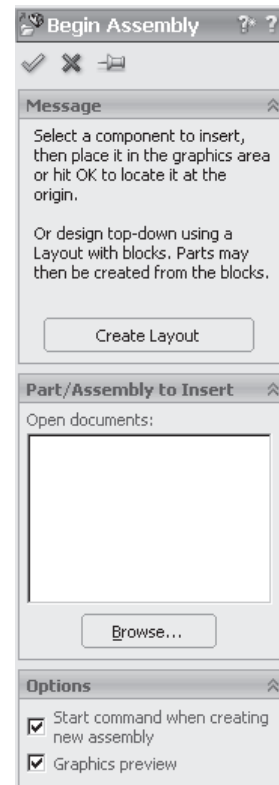 Begin Assembly
Message
Select a component to insert,
then place it in the graphics area
or hit OK to locate it at the
origin.
Or design top-down using a
Layout with blocks. Parts may
then be created from the blocks.
Create Layout
Part/Assembly to Insert
Open documents:
Browse...
Options
Start command when creating
new assembly
Graphics preview